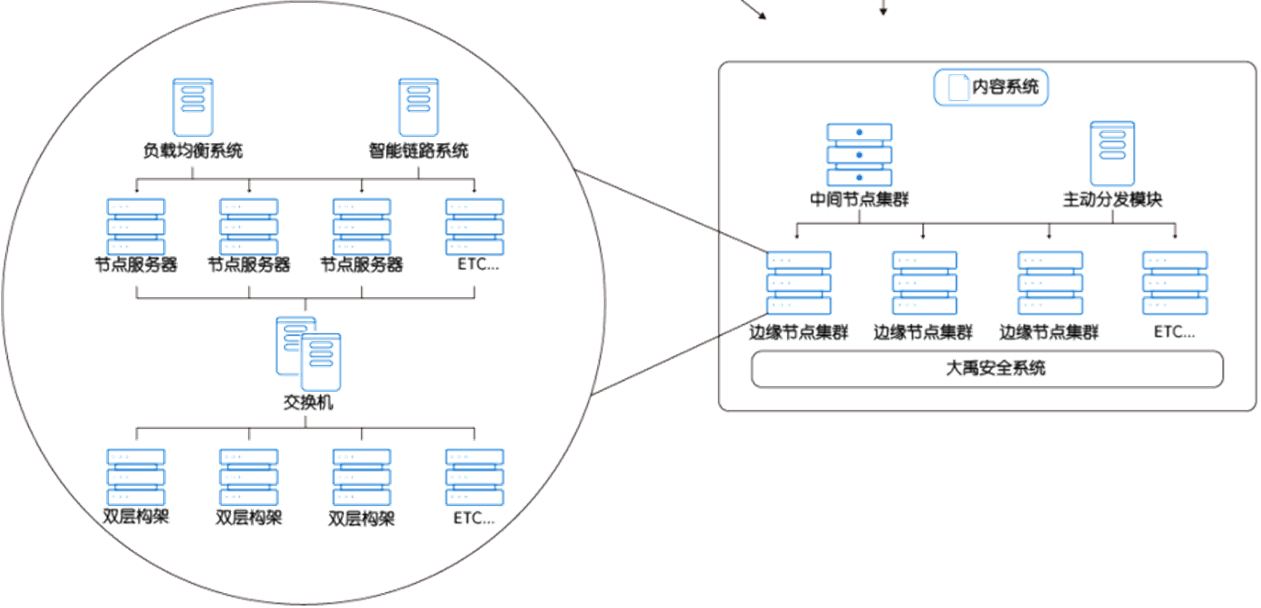 负载均衡系统
智能链路系统
节点服务器
节点服务器
节点服务器
ETC...
交换机
双层构架
双层构架
双层构架
ETC...
内容系统
中间节点集群
主动分发模块
边缘节点集群
边缘节点集群
边缘节点集群
ETC...
大禹安全系统